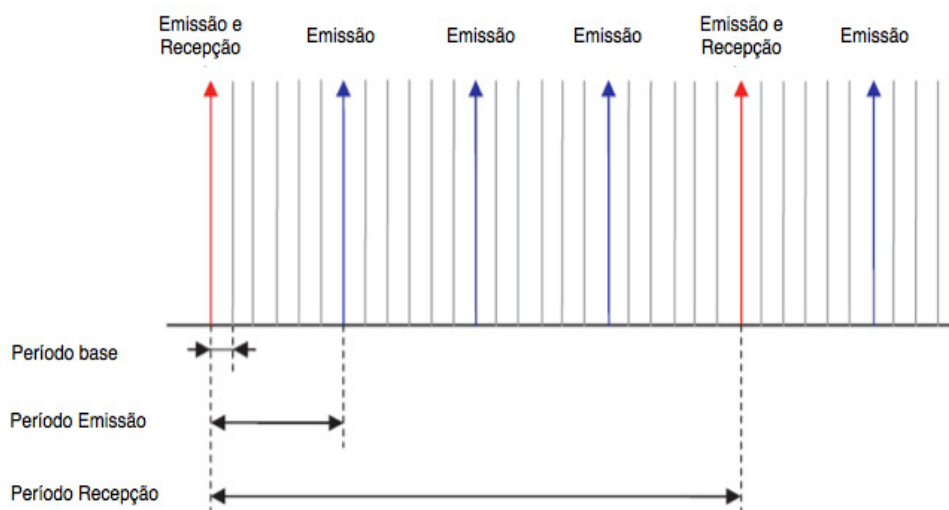 Emissão e
Recepção
Emissão
Emissão
Emissão
Emissão e
Recepção
Emissão
Período base
Período Emissão
Período Recepção